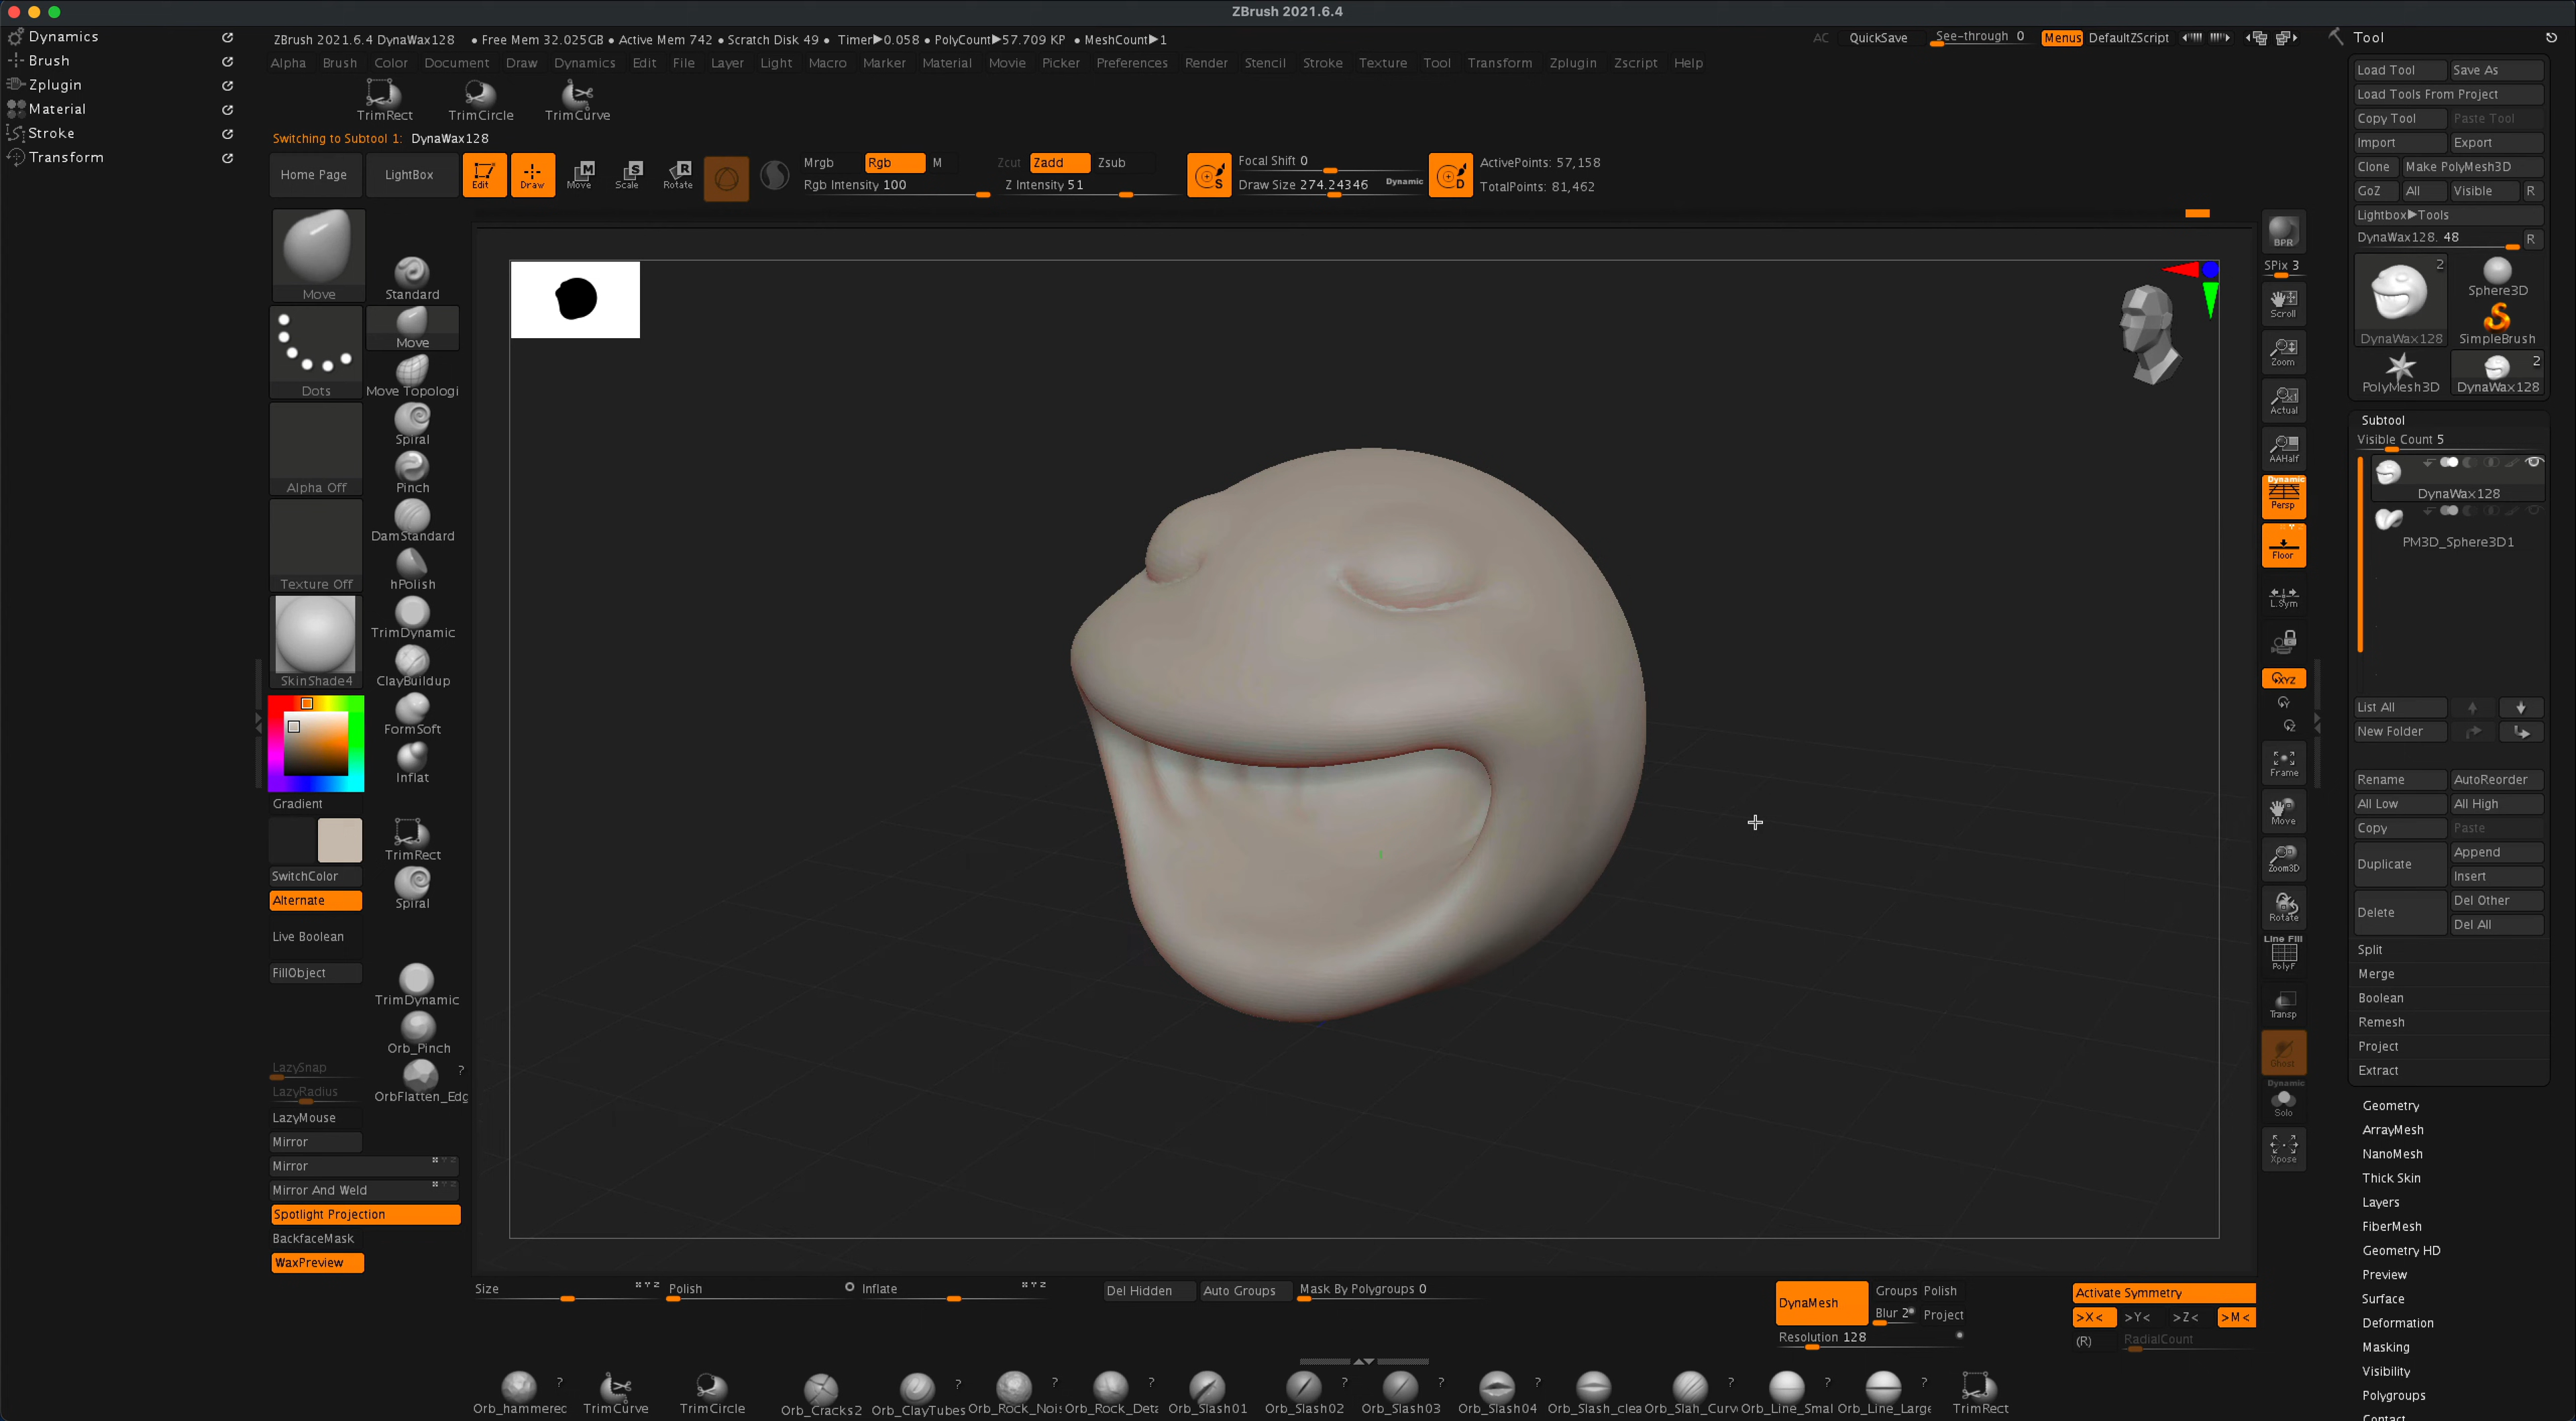 ZBrush 2021.6.4
Dynamics
Brush
Zplugin
Material
Stroke
Transform
ZBrush 2021.6.4 DynaWax128 • Free Mem 32.025GB • Active Mem 742 • Scratch Disk 49 • Timer▶0.058 • PolyCount▶57.709 KP • MeshCount▶1
AC QuickSave See-through 0 Menus DefaultZScript
Alpha Brush Color Document Draw Dynamics Edit File Layer Light Macro Marker Material Movie Picker Preferences Render Stencil Stroke Texture Tool Transform Zplugin Zscript Help
TrimRect TrimCircle TrimCurve
Switching to Subtool 1: DynaWax128
Home Page LightBox Edit Draw Move Scale Rotate
Mrgb Rgb M Zcut Zadd Zsub
Rgb Intensity 100 Z Intensity 51
Focal Shift 0
Draw Size 274.24346 Dynamic
ActivePoints: 57,158
TotalPoints: 81,462
Move
Standard
Dots
Move
Move Topologi
Spiral
Alpha Off
Pinch
DamStandard
Texture Off
hPolish
TrimDynamic
SkinShade4
ClayBuildup
FormSoft
Inflat
Gradient
TrimRect
SwitchColor
Spiral
Alternate
Live Boolean
FillObject
TrimDynamic
Orb_Pinch
OrbFlatten_Edg
LazySnap
LazyRadius
LazyMouse
Mirror
Mirror
Mirror And Weld
Spotlight Projection
BackfaceMask
WaxPreview
BPR
SPix 3
Scroll
Zoom
Actual
AAHalf
Dynamic
Persp
Floor
L.Sym
XYZ
Frame
Move
Zoom3D
Rotate
Line Fill
PolyF
Transp
Ghost
Dynamic
Solo
Xpose
Tool
Load Tool Save As
Load Tools From Project
Copy Tool Paste Tool
Import Export
Clone Make PolyMesh3D
GoZ All Visible R
Lightbox▶Tools
DynaWax128. 48 R
2
Sphere3D
DynaWax128 SimpleBrush
2
PolyMesh3D DynaWax128
Subtool
Visible Count 5
DynaWax128
PM3D_Sphere3D1
List All
New Folder
Rename AutoReorder
All Low All High
Copy Paste
Duplicate Append
Insert
Delete Del Other
Del All
Split
Merge
Boolean
Remesh
Project
Extract
Geometry
ArrayMesh
NanoMesh
Thick Skin
Layers
FiberMesh
Geometry HD
Preview
Surface
Deformation
Masking
Visibility
Polygroups
Contact
Size Polish Inflate Del Hidden Auto Groups Mask By Polygroups 0
DynaMesh Groups Polish
Blur 2 Project
Resolution 128
Activate Symmetry
>X< >Y< >Z< >M<
(R) RadialCount
Orb_hammerec TrimCurve TrimCircle Orb_Cracks2 Orb_ClayTubes Orb_Rock_Nois Orb_Rock_Deta Orb_Slash01 Orb_Slash02 Orb_Slash03 Orb_Slash04 Orb_Slash_clea Orb_Slah_Curv Orb_Line_Smal Orb_Line_Large TrimRect